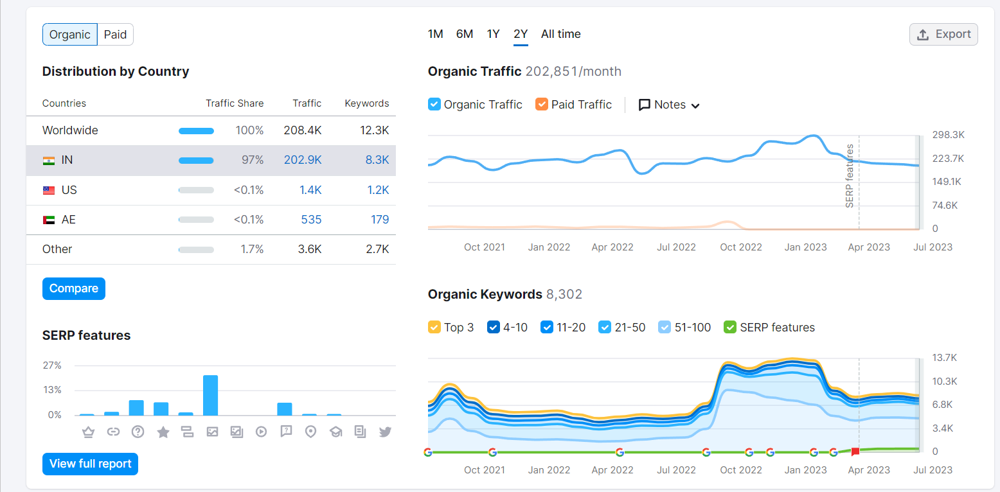 Organic Paid
Distribution by Country
Countries Traffic Share Traffic Keywords
Worldwide 100% 208.4K 12.3K
IN 97% 202.9K 8.3K
US <0.1% 1.4K 1.2K
AE <0.1% 535 179
Other 1.7% 3.6K 2.7K
Compare
SERP features
27%
13%
0%
View full report
1M 6M 1Y 2Y All time
Export
Organic Traffic 202,851/month
Organic Traffic Paid Traffic Notes
298.3K
223.7K
149.1K
74.6K
0
SERP features
Oct 2021 Jan 2022 Apr 2022 Jul 2022 Oct 2022 Jan 2023 Apr 2023 Jul 2023
Organic Keywords 8,302
Top 3 4-10 11-20 21-50 51-100 SERP features
13.7K
10.3K
6.8K
3.4K
0
Oct 2021 Jan 2022 Apr 2022 Jul 2022 Oct 2022 Jan 2023 Apr 2023 Jul 2023